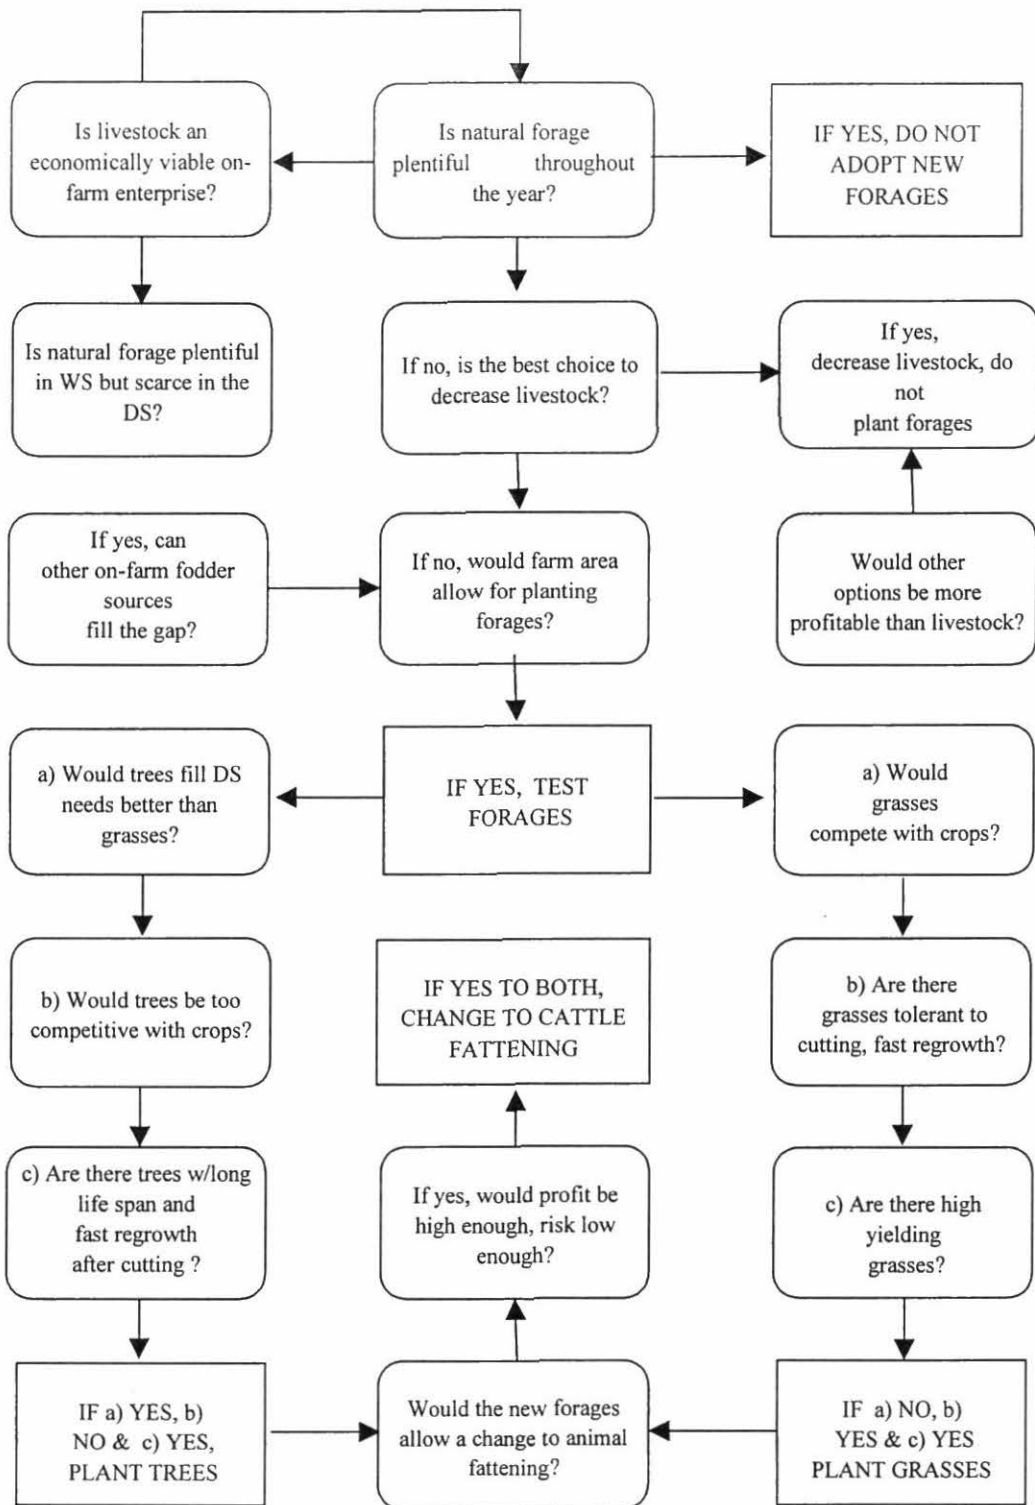 Is livestock an
economically viable on-
farm enterprise?
Is natural forage
plentiful throughout
the year?
IF YES, DO NOT
ADOPT NEW
FORAGES
Is natural forage plentiful
in WS but scarce in the
DS?
If no, is the best choice to
decrease livestock?
If yes,
decrease livestock, do
not
plant forages
If yes, can
other on-farm fodder
sources
fill the gap?
If no, would farm area
allow for planting
forages?
Would other
options be more
profitable than livestock?
a) Would trees fill DS
needs better than
grasses?
IF YES, TEST
FORAGES
a) Would
grasses
compete with crops?
b) Would trees be too
competitive with crops?
IF YES TO BOTH,
CHANGE TO CATTLE
FATTENING
b) Are there
grasses tolerant to
cutting, fast regrowth?
c) Are there trees w/long
life span and
fast regrowth
after cutting ?
If yes, would profit be
high enough, risk low
enough?
c) Are there high
yielding
grasses?
IF a) YES, b)
NO & c) YES,
PLANT TREES
Would the new forages
allow a change to animal
fattening?
IF a) NO, b)
YES & c) YES
PLANT GRASSES